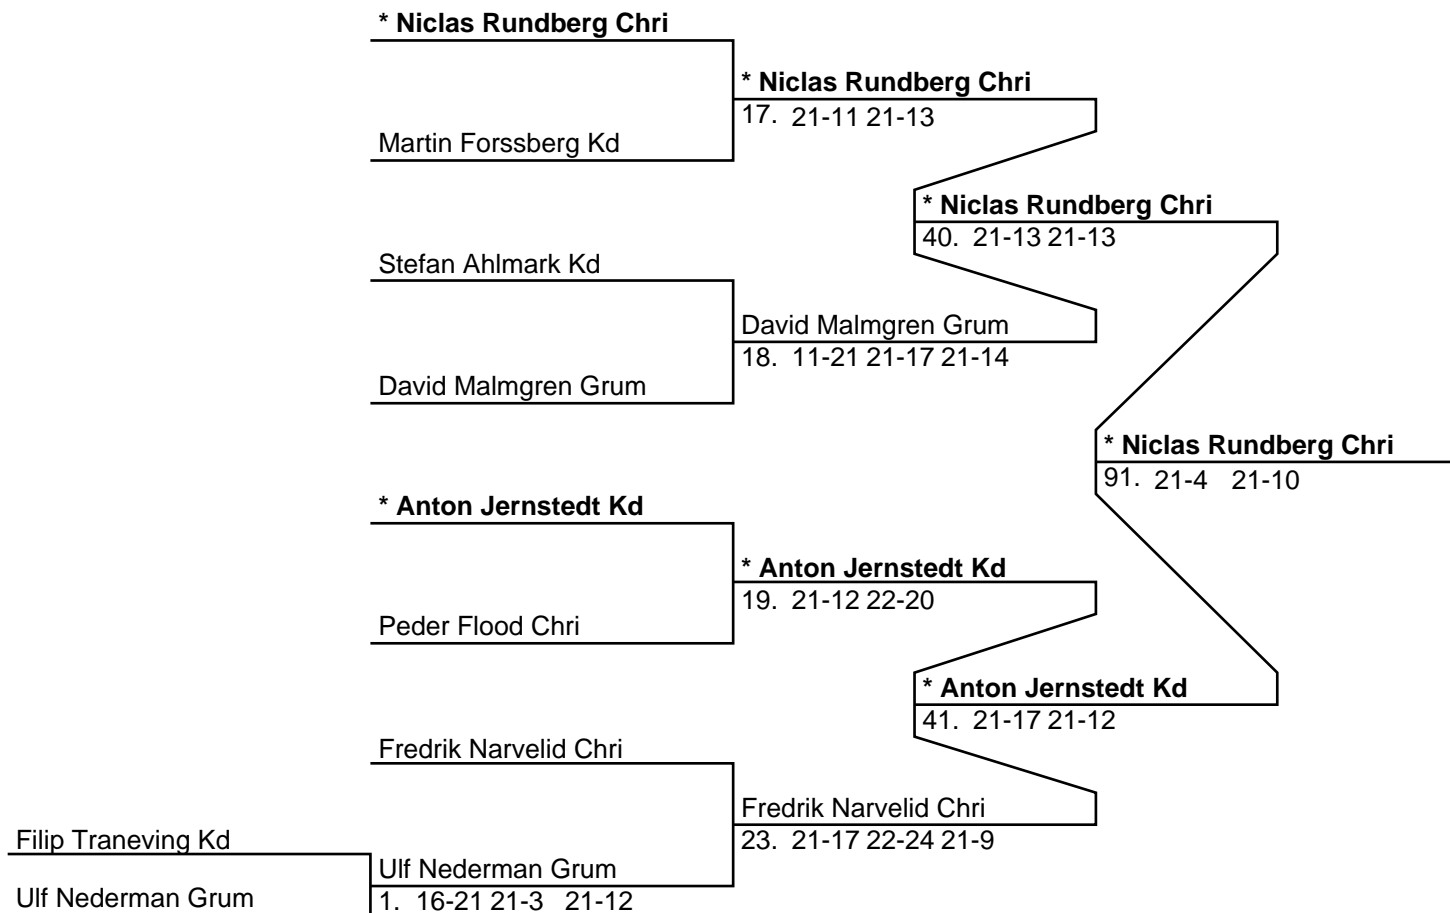 * Niclas Rundberg Chri
* Niclas Rundberg Chri
17. 21-11 21-13
Martin Forssberg Kd
* Niclas Rundberg Chri
40. 21-13 21-13
Stefan Ahlmark Kd
David Malmgren Grum
18. 11-21 21-17 21-14
David Malmgren Grum
* Niclas Rundberg Chri
91. 21-4 21-10
* Anton Jernstedt Kd
* Anton Jernstedt Kd
19. 21-12 22-20
Peder Flood Chri
* Anton Jernstedt Kd
41. 21-17 21-12
Fredrik Narvelid Chri
Fredrik Narvelid Chri
23. 21-17 22-24 21-9
Filip Traneving Kd
Ulf Nederman Grum
Ulf Nederman Grum
1. 16-21 21-3 21-12